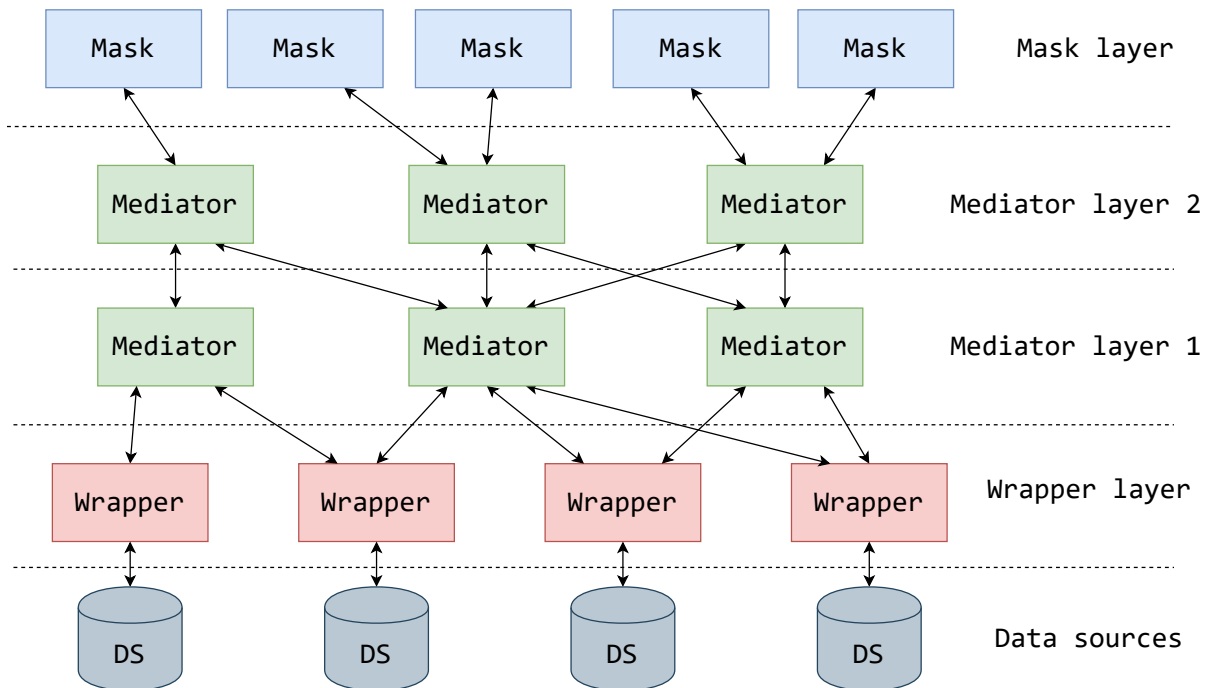 Mask Mask Mask Mask Mask Mask layer
Mediator Mediator Mediator Mediator layer 2
Mediator Mediator Mediator Mediator layer 1
Wrapper Wrapper Wrapper Wrapper Wrapper layer
DS DS DS DS Data sources